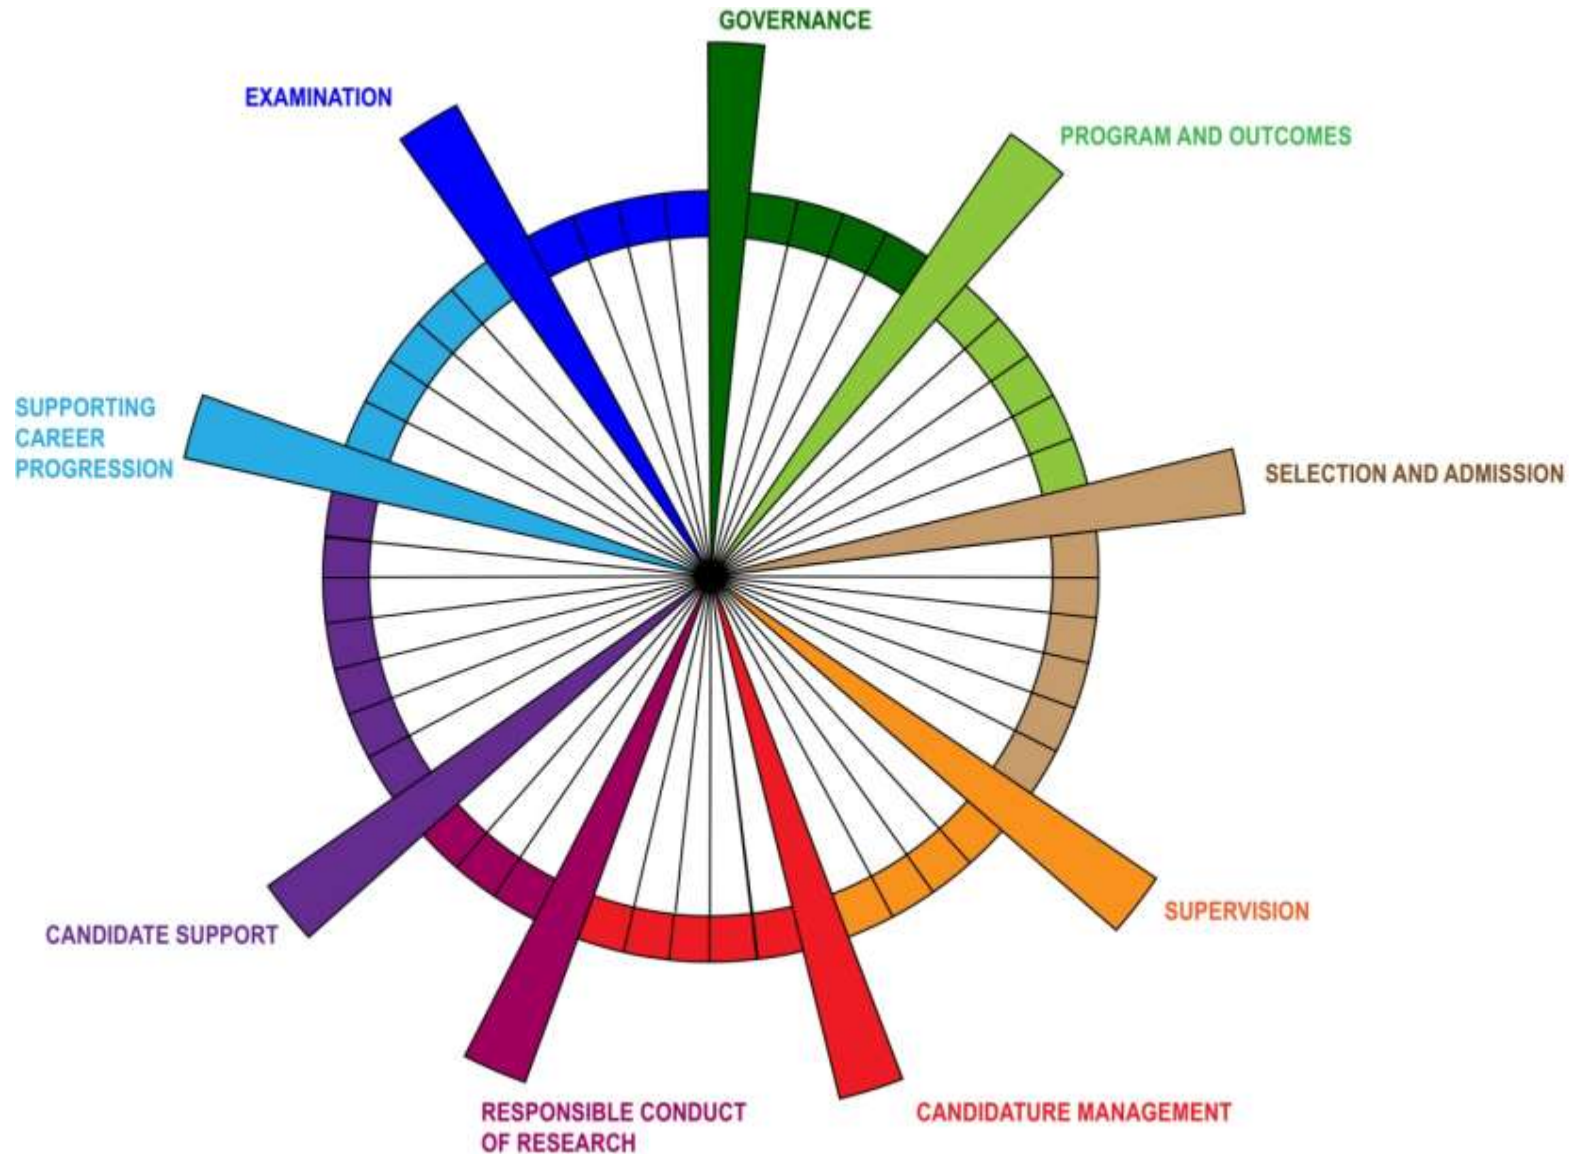 GOVERNANCE
EXAMINATION
PROGRAM AND OUTCOMES
SUPPORTING
CAREER
PROGRESSION
SELECTION AND ADMISSION
SUPERVISION
CANDIDATE SUPPORT
RESPONSIBLE CONDUCT
OF RESEARCH
CANDIDATURE MANAGEMENT